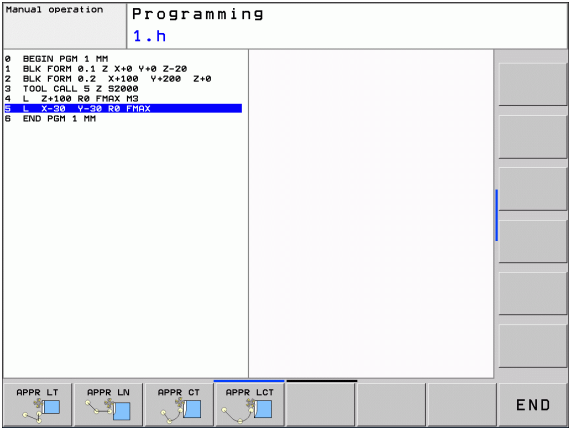 Manual operation
Programming
1.h
0 BEGIN PGM 1 MM
1 BLK FORM 0.1 Z X+0 Y+0 Z-20
2 BLK FORM 0.2 X+100 Y+200 Z+0
3 TOOL CALL 5 Z S2000
4 L Z+100 R0 FMAX M3
5 L X-30 Y-30 R0 FMAX
6 END PGM 1 MM
APPR LT
APPR LN
APPR CT
APPR LCT
END